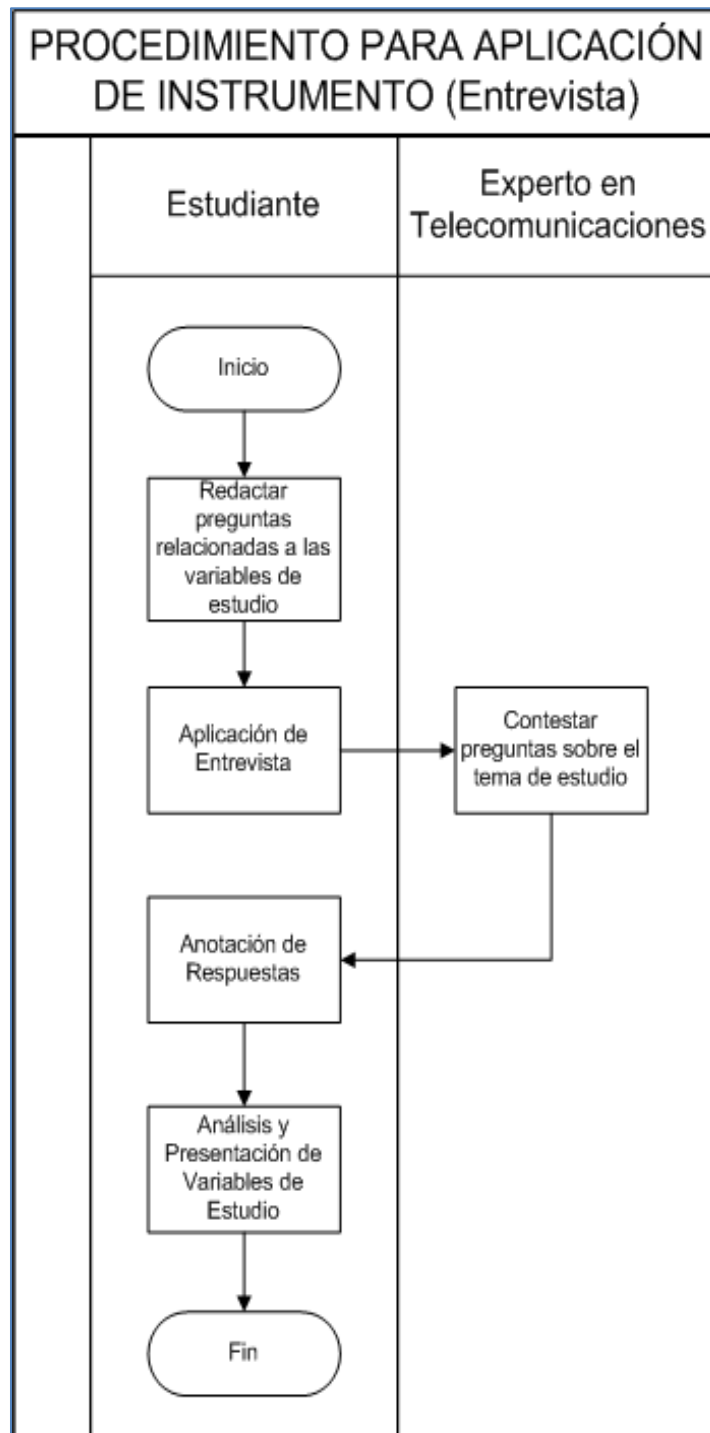 PROCEDIMIENTO PARA APLICACIÓN
DE INSTRUMENTO (Entrevista)
Estudiante
Experto en
Telecomunicaciones
Inicio
Redactar
preguntas
relacionadas a las
variables de
estudio
Aplicación de
Entrevista
Contestar
preguntas sobre el
tema de estudio
Anotación de
Respuestas
Análisis y
Presentación de
Variables de
Estudio
Fin